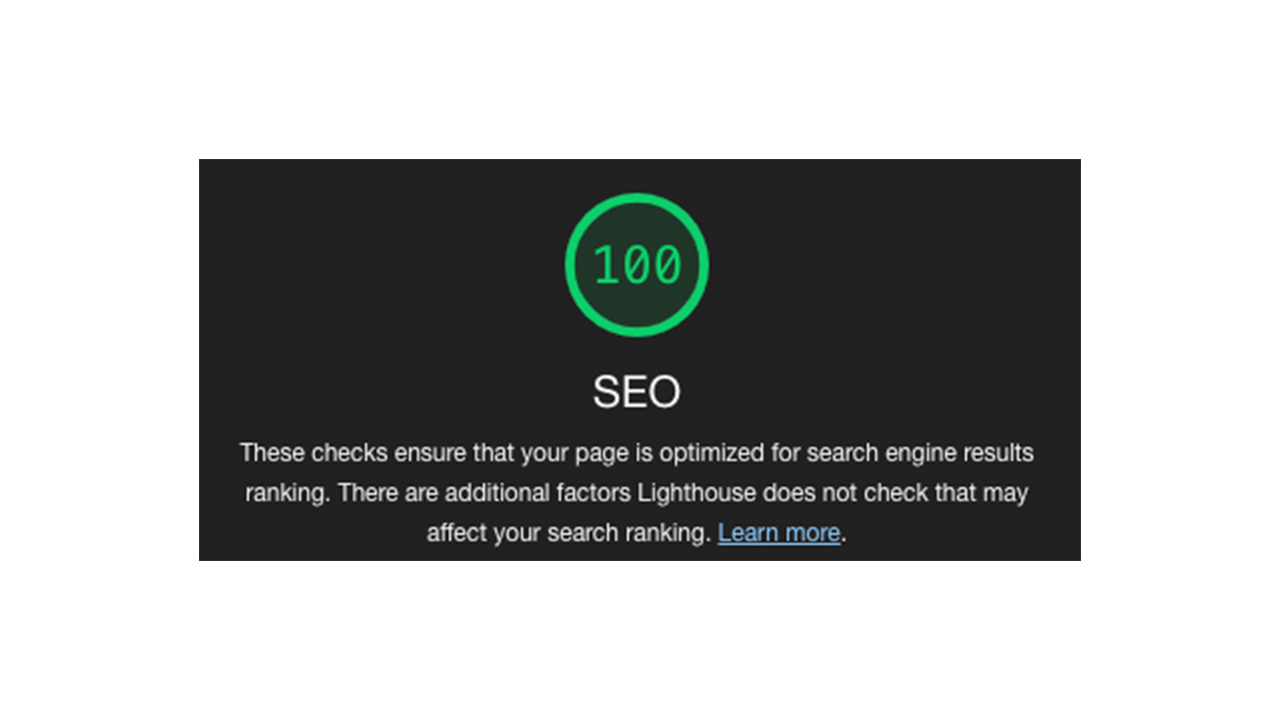 100
SEO
These checks ensure that your page is optimized for search engine results
ranking. There are additional factors Lighthouse does not check that may
affect your search ranking. Learn more.